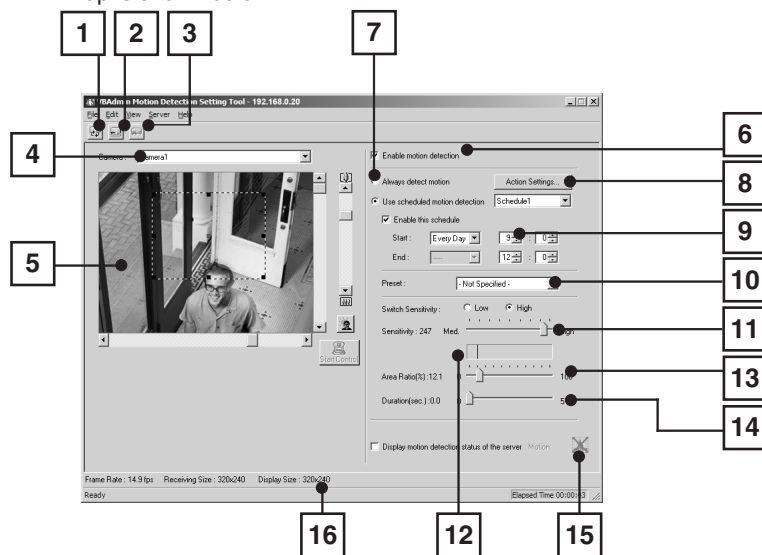 1
2
3
7
VBAdmin Motion Detection Setting Tool - 192.168.0.20
File Edit View Server Help
4
Camera1
Enable motion detection
6
Always detect motion
Action Settings...
8
Use scheduled motion detection
Schedule1
Enable this schedule
Start :
Every Day
9 : 0
9
5
End :
----
12 : 0
Preset :
- Not Specified -
10
Switch Sensitivity :
Low
High
Sensitivity : 247
Med.
11
Start Control
Area Ratio(%) :12.1
0
100
13
Duration(sec.) :0.0
0
5
14
Display motion detection status of the server
Motion
Frame Rate : 14.9 fps Receiving Size : 320x240 Display Size : 320x240
Ready
Elapsed Time 00:00:03
16
12
15